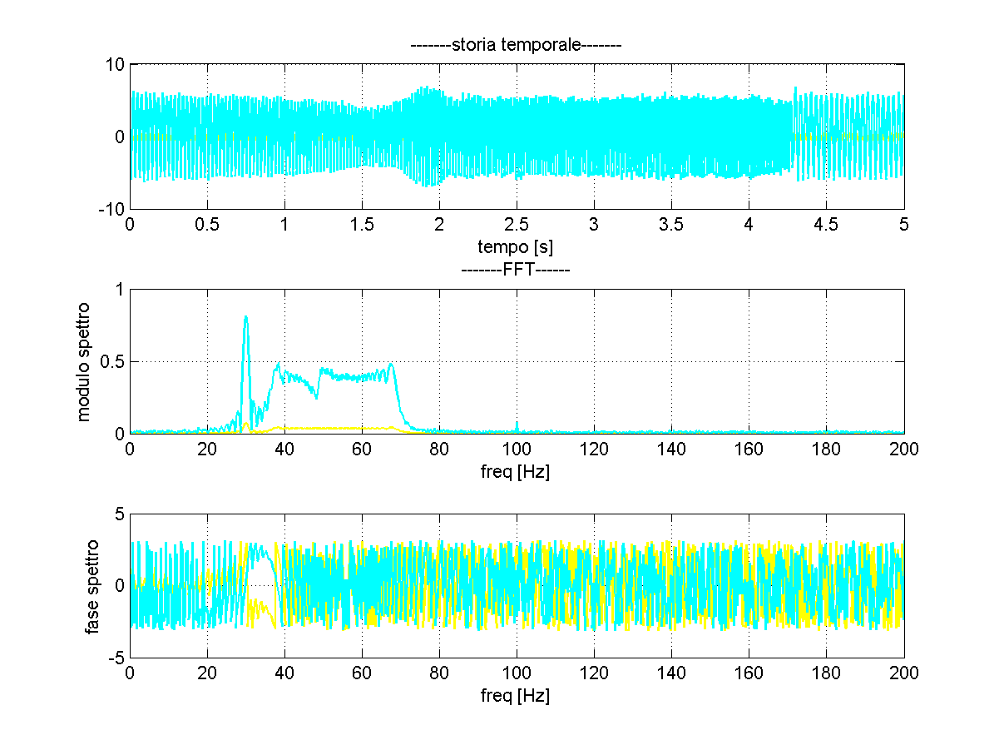 -------storia temporale-------
10
0
-10
0 0.5 1 1.5 2 2.5 3 3.5 4 4.5 5
tempo [s]
-------FFT------
modulo spettro
1
0.5
0
0 20 40 60 80 100 120 140 160 180 200
freq [Hz]
fase spettro
5
0
-5
0 20 40 60 80 100 120 140 160 180 200
freq [Hz]